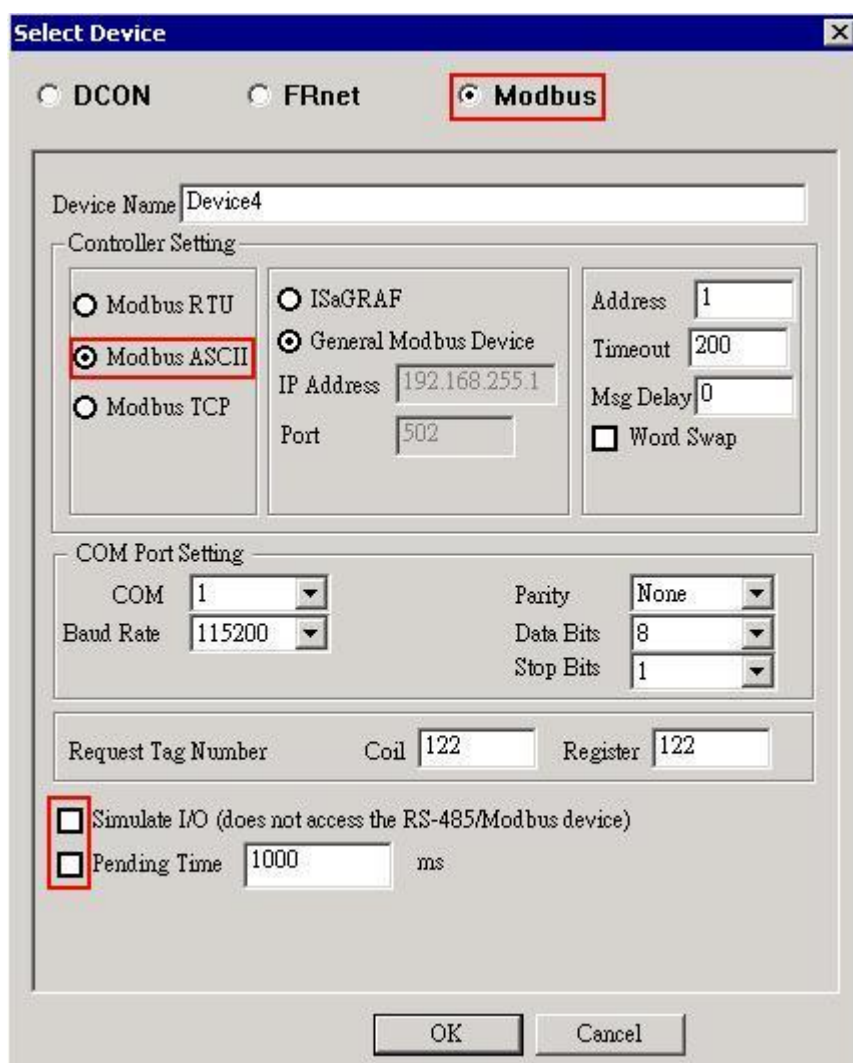 Select Device
DCON FRnet Modbus
Device Name Device4
Controller Setting
Modbus RTU
Modbus ASCII
Modbus TCP
ISaGRAF
General Modbus Device
IP Address 192.168.255.1
Port 502
Address 1
Timeout 200
Msg Delay 0
Word Swap
COM Port Setting
COM 1
Baud Rate 115200
Parity None
Data Bits 8
Stop Bits 1
Request Tag Number Coil 122 Register 122
Simulate I/O (does not access the RS-485/Modbus device)
Pending Time 1000 ms
OK Cancel